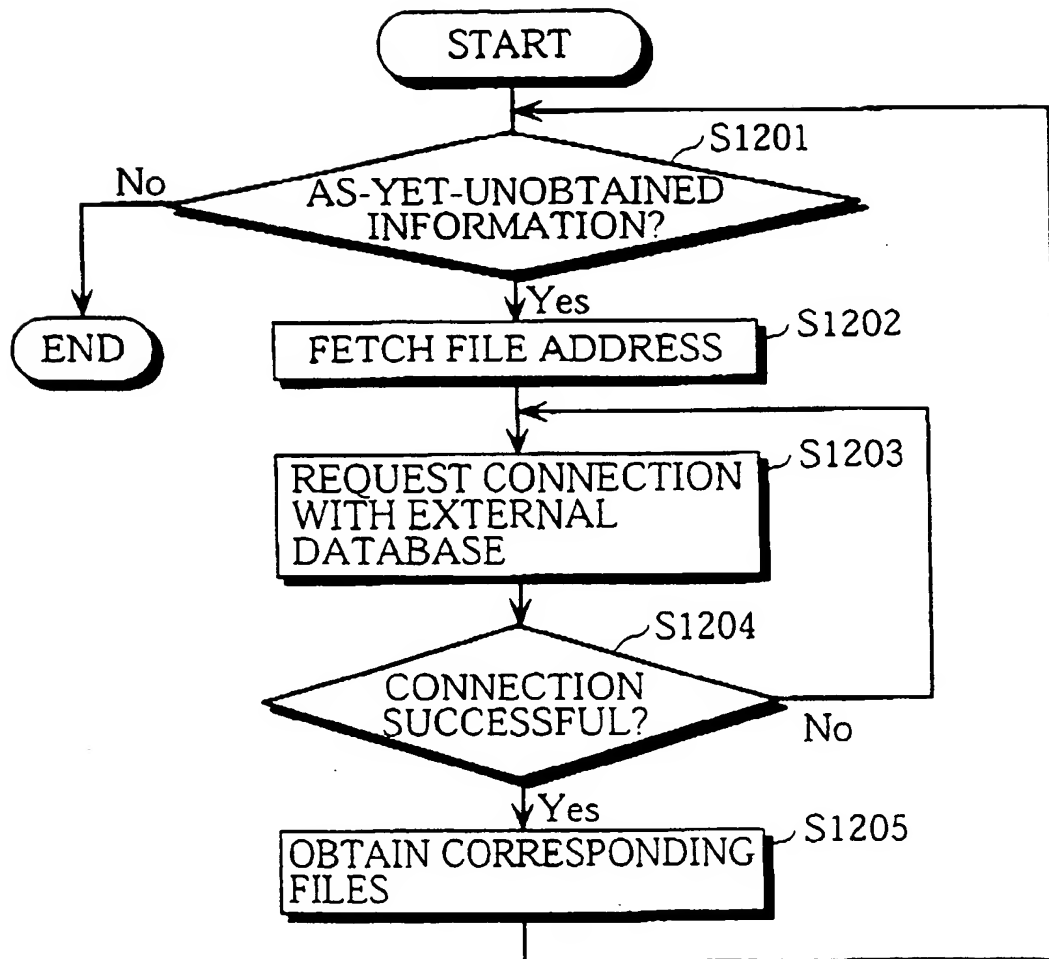 START
S1201
No
AS-YET-UNOBTAINED
INFORMATION?
Yes
END
S1202
FETCH FILE ADDRESS
S1203
REQUEST CONNECTION
WITH EXTERNAL
DATABASE
S1204
CONNECTION
SUCCESSFUL?
No
Yes
S1205
OBTAIN CORRESPONDING
FILES